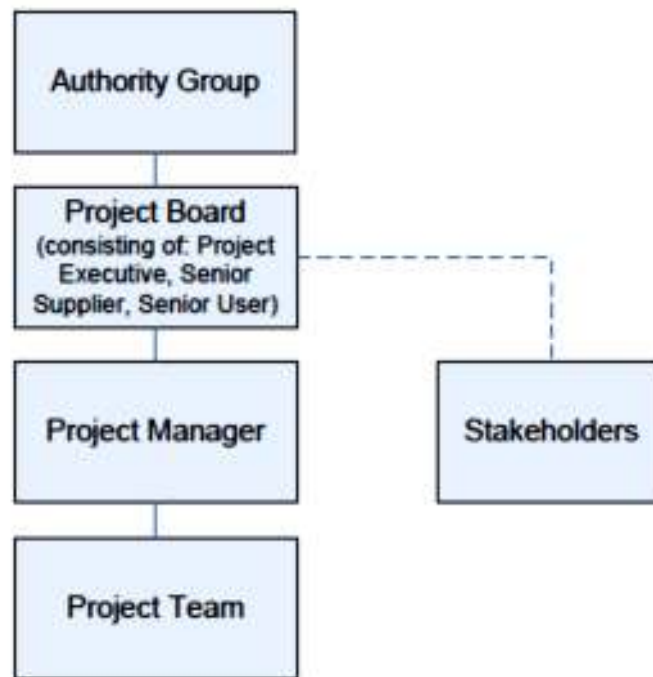 Authority Group
Project Board
(consisting of: Project
Executive, Senior
Supplier, Senior User)
Project Manager
Stakeholders
Project Team